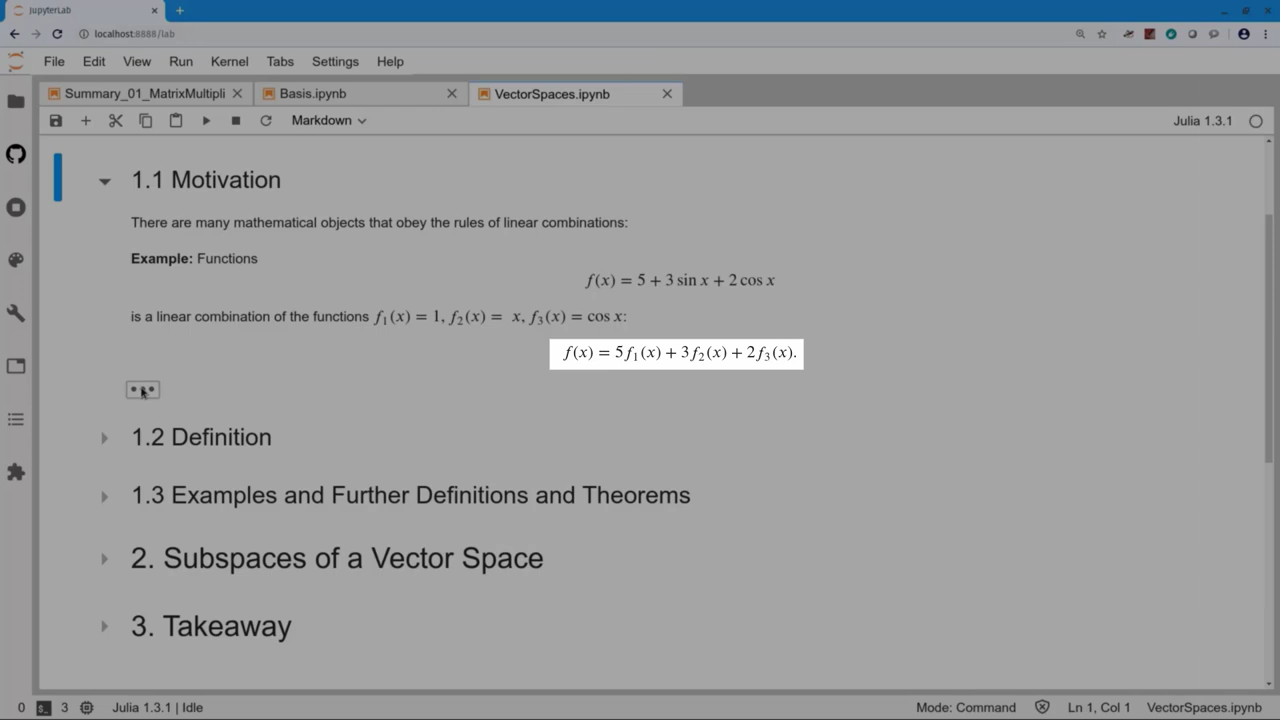 JupyterLab
localhost:8888/lab
File Edit View Run Kernel Tabs Settings Help
Summary_01_MatrixMultipli Basis.ipynb VectorSpaces.ipynb
Markdown Julia 1.3.1
1.1 Motivation
There are many mathematical objects that obey the rules of linear combinations:
Example: Functions
f(x) = 5 + 3 sin x + 2 cos x
is a linear combination of the functions f₁(x) = 1, f₂(x) = x, f₃(x) = cos x:
f(x) = 5f₁(x) + 3f₂(x) + 2f₃(x).
1.2 Definition
1.3 Examples and Further Definitions and Theorems
2. Subspaces of a Vector Space
3. Takeaway
0 $_ 3 Julia 1.3.1 | Idle Mode: Command Ln 1, Col 1 VectorSpaces.ipynb